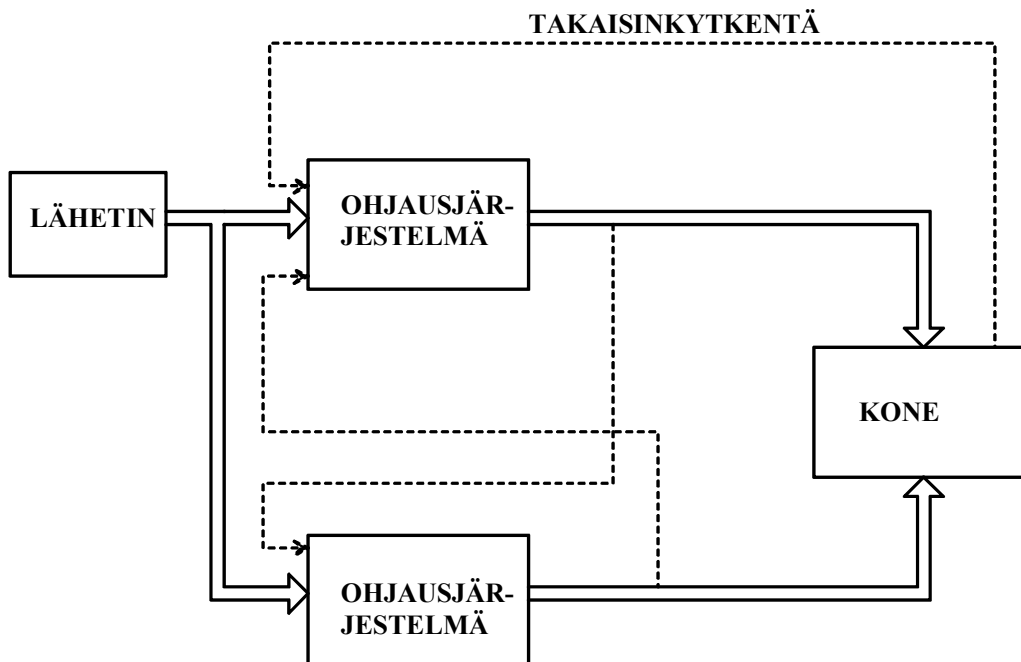 TAKAISINKYTKENTÄ
LÄHETIN
OHJAUSJÄR-
JESTELMÄ
KONE
OHJAUSJÄR-
JESTELMÄ